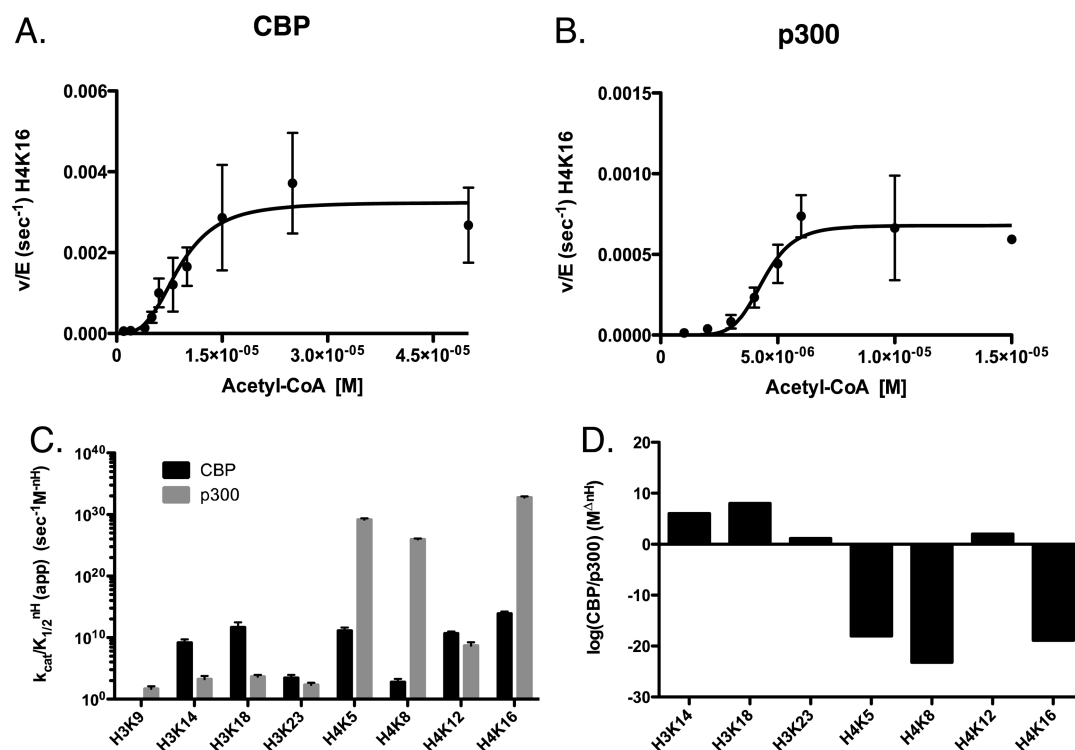 A.
CBP
v/E (sec⁻¹) H4K16
0.006
0.004
0.002
0.000
0
1.5×10⁻⁰⁵
3.0×10⁻⁰⁵
4.5×10⁻⁰⁵
Acetyl-CoA [M]
B.
p300
v/E (sec⁻¹) H4K16
0.0015
0.0010
0.0005
0.0000
0
5.0×10⁻⁰⁶
1.0×10⁻⁰⁵
1.5×10⁻⁰⁵
Acetyl-CoA [M]
C.
k_cat/K_1/2^nH (app) (sec⁻¹M⁻ⁿᴴ)
10⁴⁰
10³⁰
10²⁰
10¹⁰
10⁰
CBP
p300
H3K9
H3K14
H3K18
H3K23
H4K5
H4K8
H4K12
H4K16
D.
log(CBP/p300) (M^ΔnH)
20
10
0
-10
-20
-30
H3K14
H3K18
H3K23
H4K5
H4K8
H4K12
H4K16